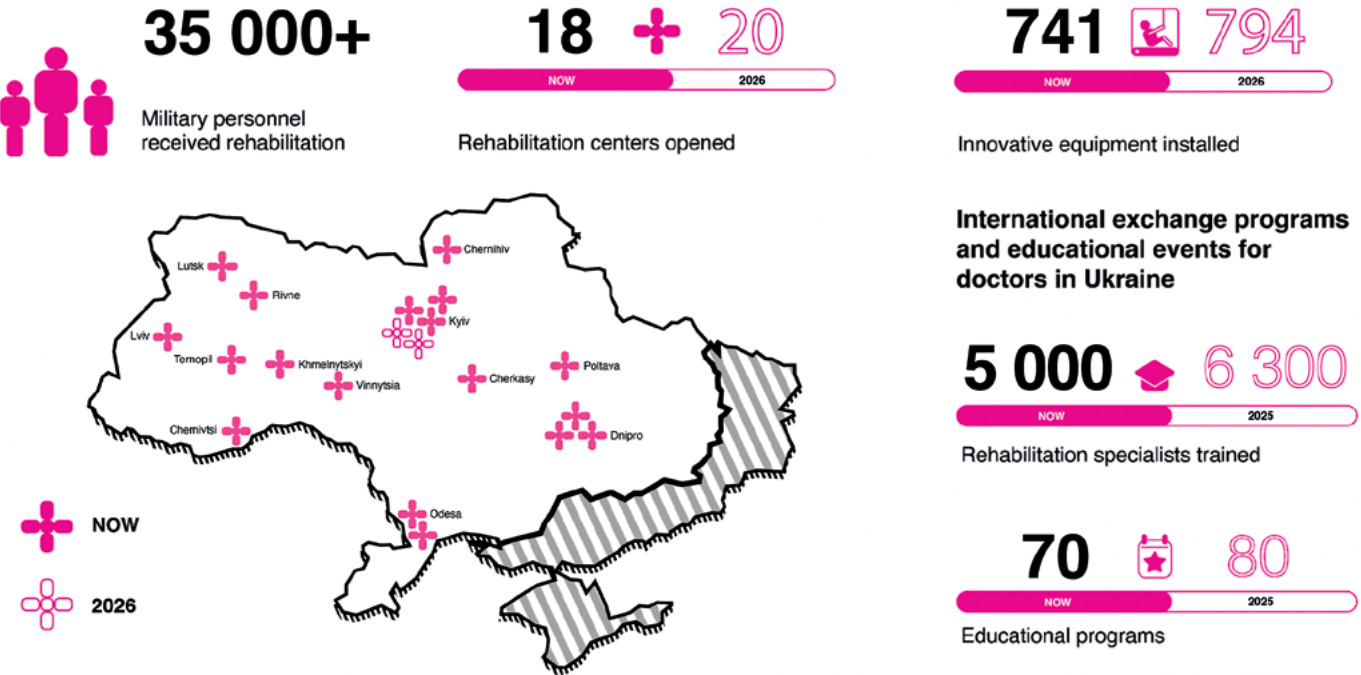 35 000+
Military personnel
received rehabilitation
18 20
NOW 2026
Rehabilitation centers opened
741 794
NOW 2026
Innovative equipment installed
International exchange programs
and educational events for
doctors in Ukraine
5 000 6 300
NOW 2025
Rehabilitation specialists trained
70 80
NOW 2025
Educational programs
Chernihiv
Lutsk
Rivne
Kyiv
Lviv
Ternopil
Khmelnytskyi
Vinnytsia
Cherkasy
Poltava
Chernivtsi
Dnipro
Odesa
NOW
2026